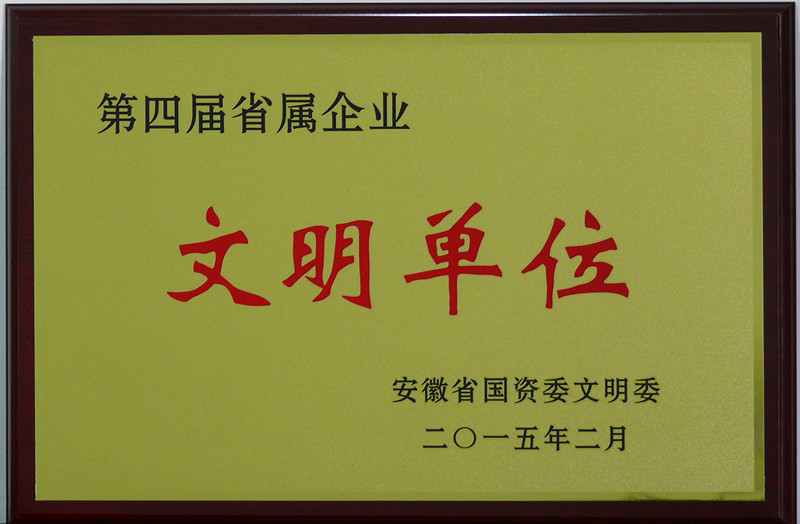 第四届省属企业
文明单位
安徽省国资委文明委
二〇一五年二月